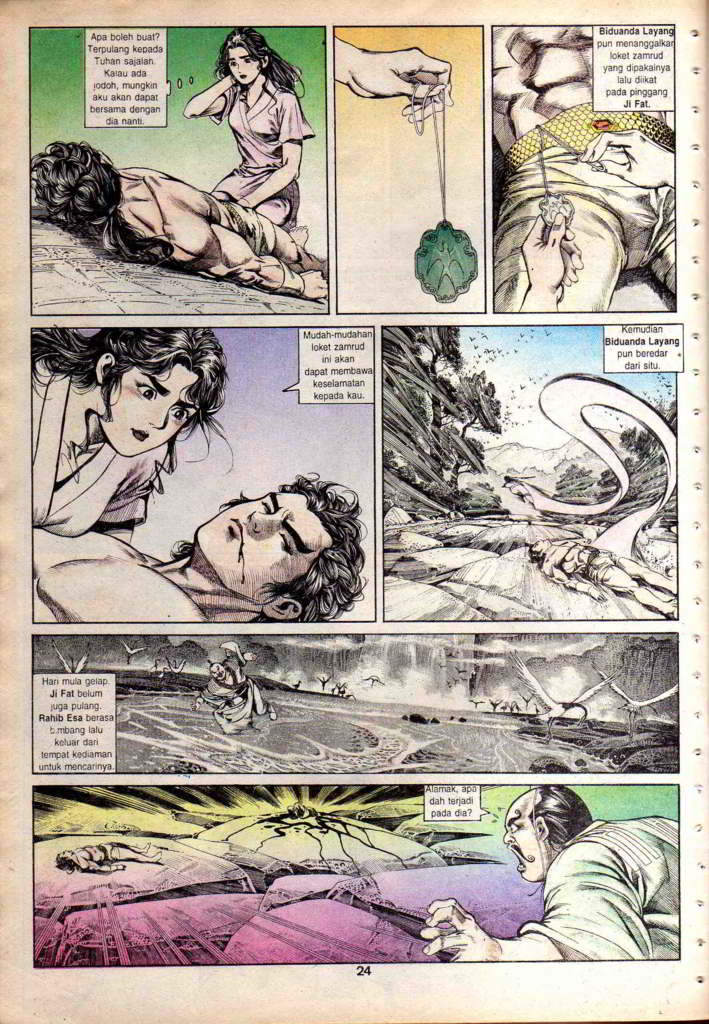 Apa boleh buat?
Terpulang kepada
Tuhan sajalan.
Kalau ada
jodoh, mungkin
aku akan dapat
bersama dengan
dia nanti.
Biduanda Layang
pun menanggalkan
loket zamrud
yang dipakainya
lalu diikat
pada pinggang
Ji Fat.
Mudah-mudahan
loket zamrud
ini akan
dapat membawa
keselamatan
kepada kau.
Kemudian
Biduanda Layang
pun beredar
dari situ.
Hari mula gelap.
Ji Fat belum
juga pulang.
Rahib Esa berasa
bimbang lalu
keluar dari
tempat kediaman
untuk mencarinya.
Alamak, apa
dah terjadi
pada dia?
24